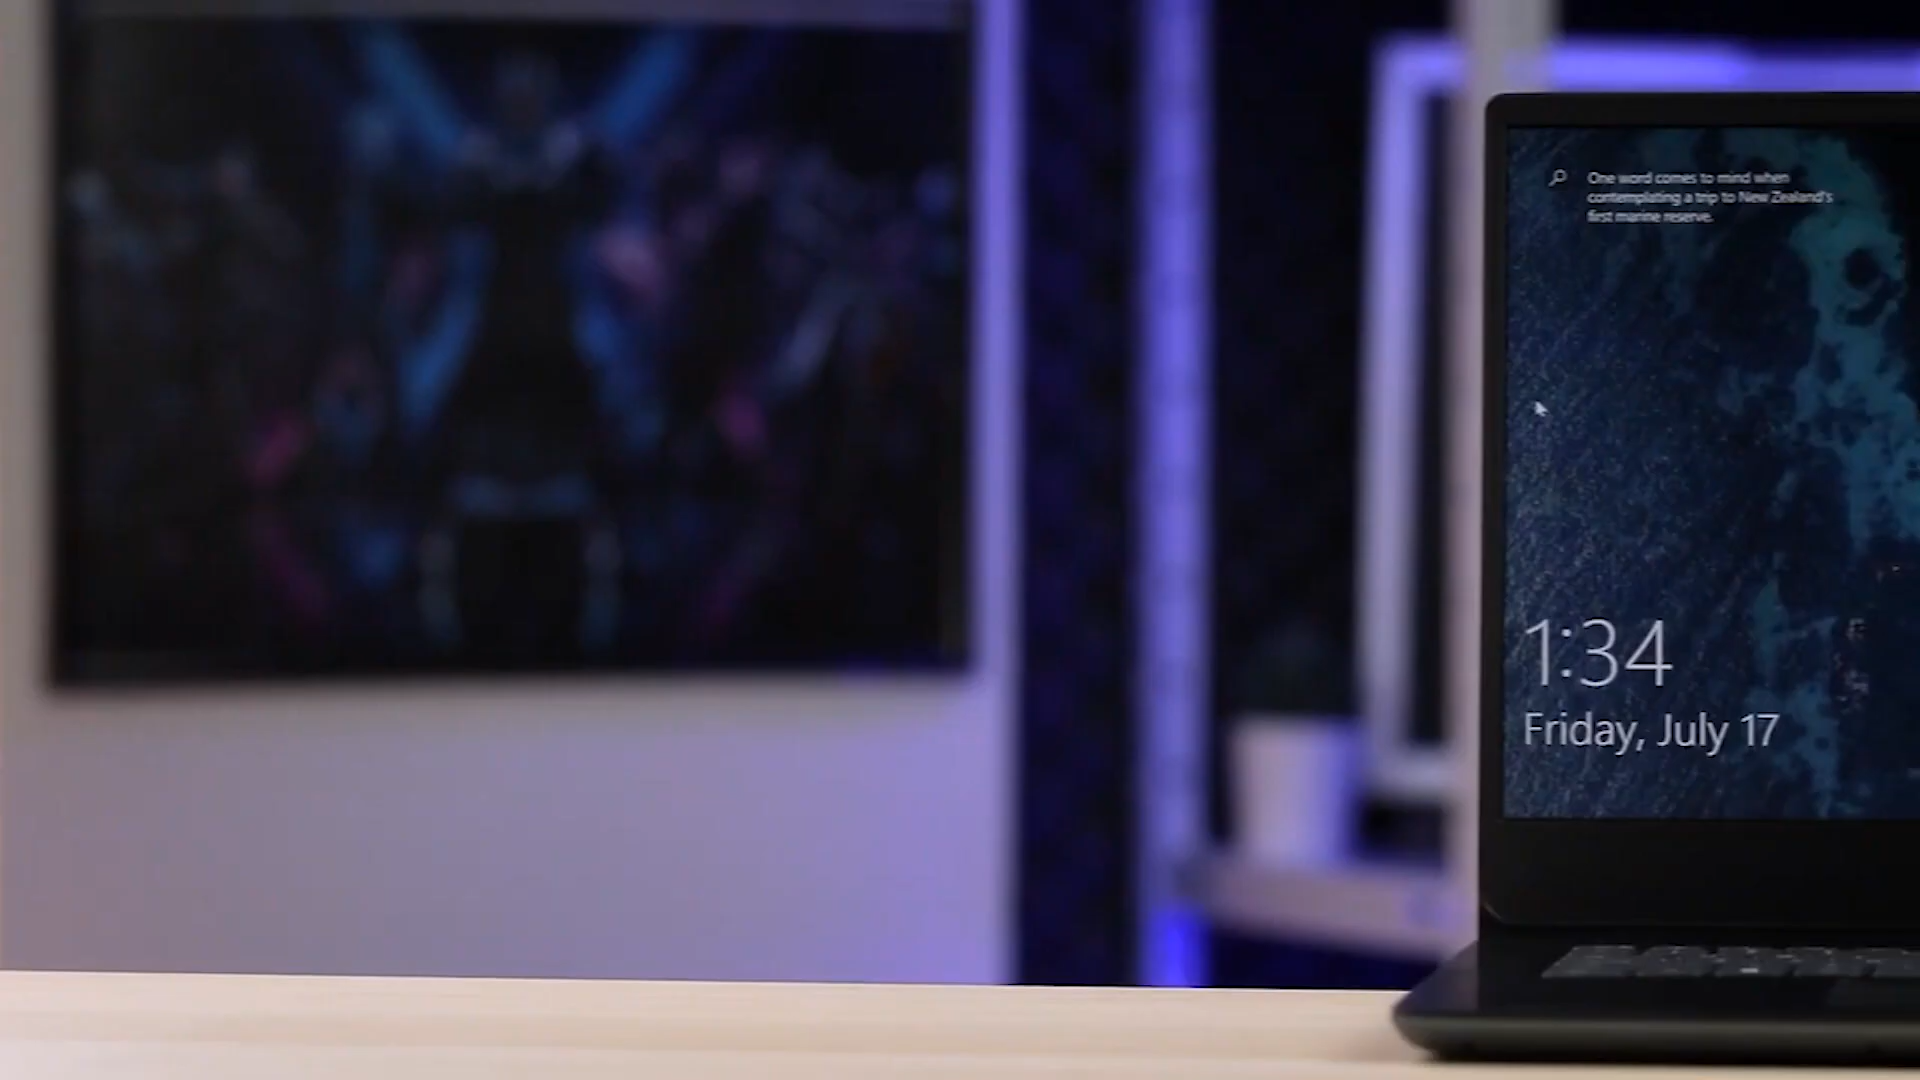 One word comes to mind when
contemplating a trip to New Zealand's
first marine reserve.
1:34
Friday, July 17